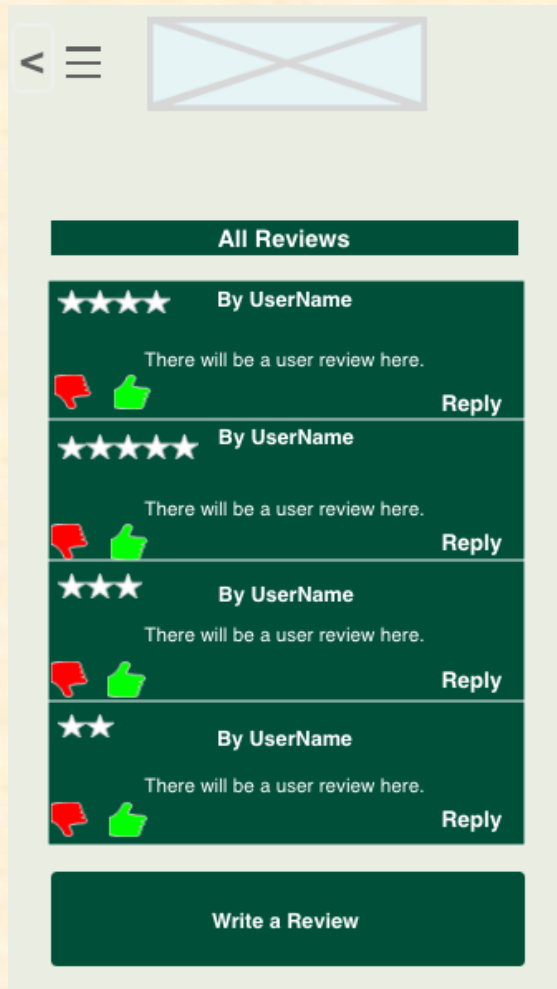 <
All Reviews
By UserName
There will be a user review here.
Reply
By UserName
There will be a user review here.
Reply
By UserName
There will be a user review here.
Reply
By UserName
There will be a user review here.
Reply
Write a Review